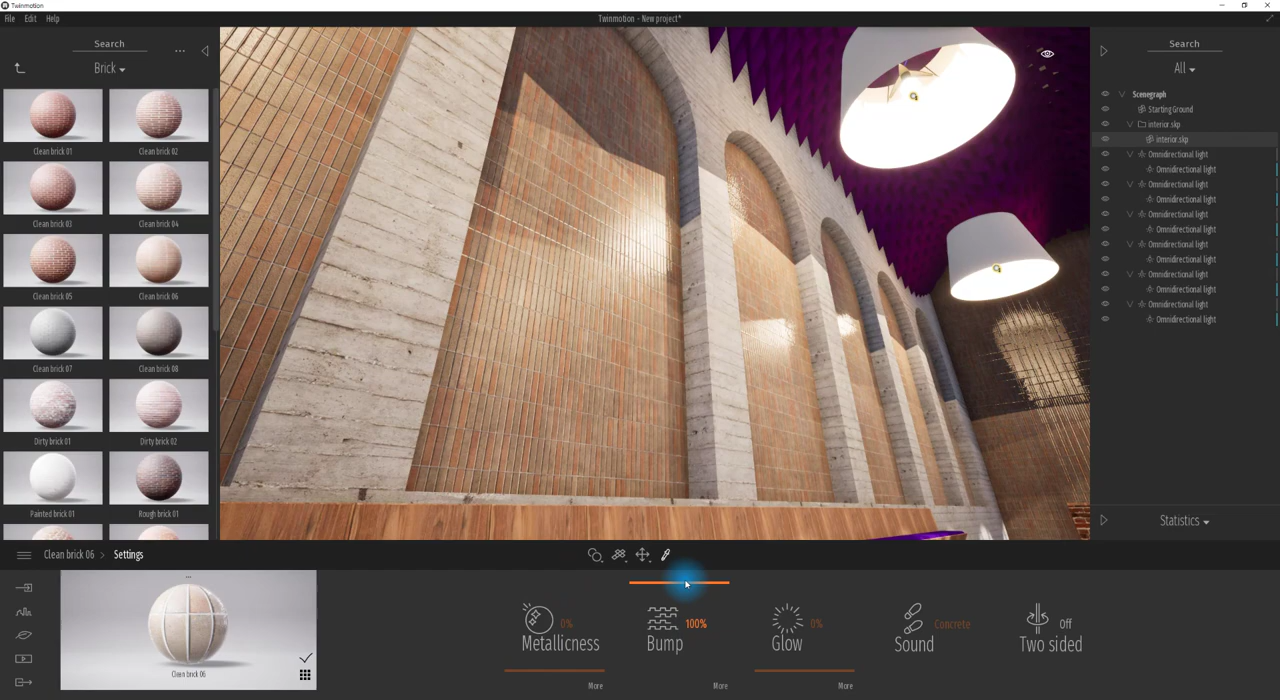 Twinmotion
File Edit Help
Twinmotion - New project*
Search
...
Brick
Clean brick 01
Clean brick 02
Clean brick 03
Clean brick 04
Clean brick 05
Clean brick 06
Clean brick 07
Clean brick 08
Dirty brick 01
Dirty brick 02
Painted brick 01
Rough brick 01
Search
All
Scenegraph
Starting Ground
interior.skp
interior.skp
Omnidirectional light
Omnidirectional light
Omnidirectional light
Omnidirectional light
Omnidirectional light
Omnidirectional light
Omnidirectional light
Omnidirectional light
Omnidirectional light
Omnidirectional light
Omnidirectional light
Omnidirectional light
Statistics
Clean brick 06 > Settings
Clean brick 06
0%
Metallicness
More
100%
Bump
More
0%
Glow
More
Concrete
Sound
Off
Two sided